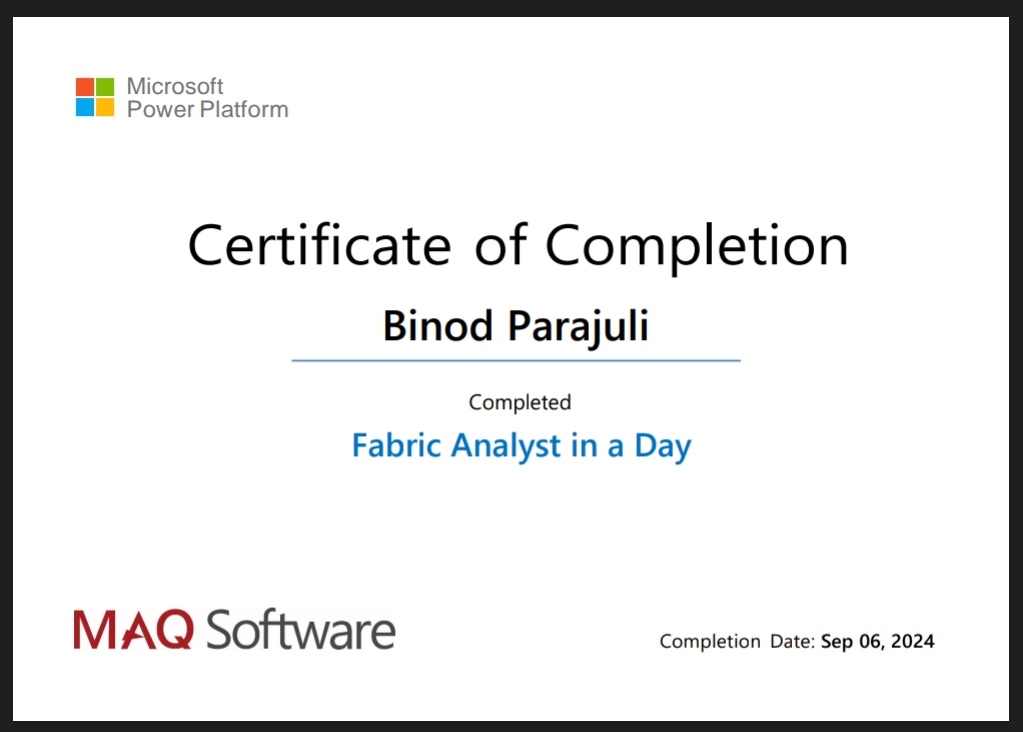 Microsoft
Power Platform
Certificate of Completion
Binod Parajuli
Completed
Fabric Analyst in a Day
MAQ Software
Completion Date: Sep 06, 2024